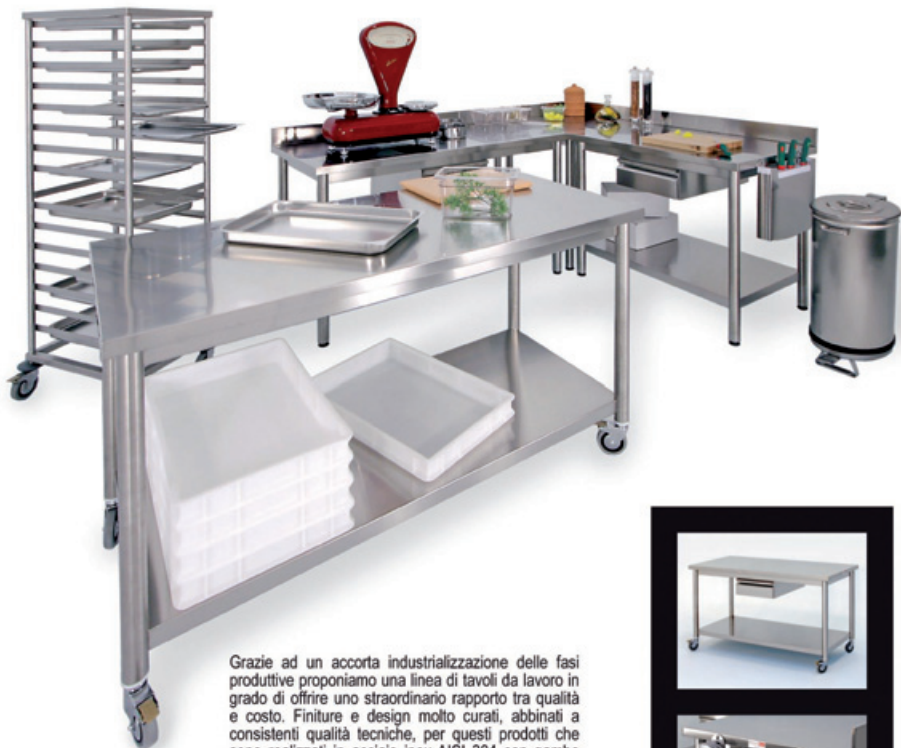 Grazie ad un accorta industrializzazione delle fasi
produttive proponiamo una linea di tavoli da lavoro in
grado di offrire uno straordinario rapporto tra qualità
e costo. Finiture e design molto curati, abbinati a
consistenti qualità tecniche, per questi prodotti che